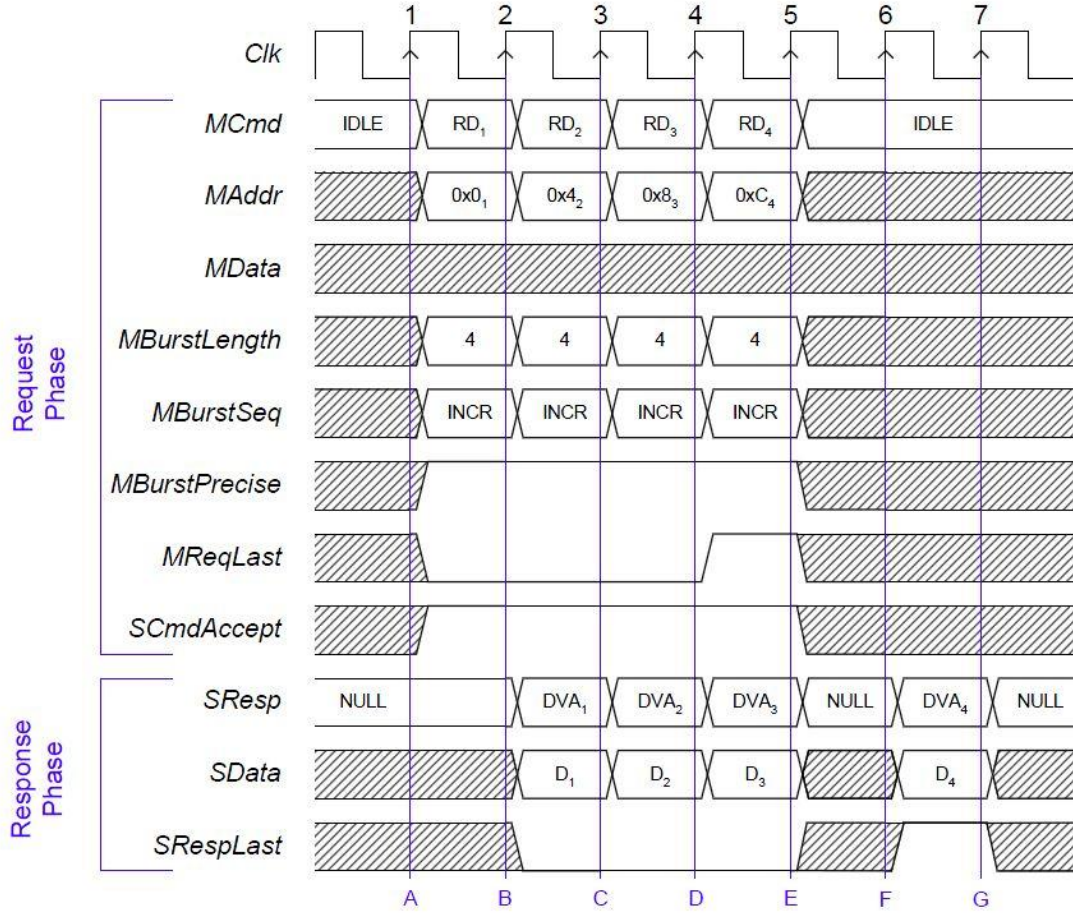 1 2 3 4 5 6 7
Clk
MCmd IDLE RD₁ RD₂ RD₃ RD₄ IDLE
MAddr 0x0₁ 0x4₂ 0x8₃ 0xC₄
MData
MBurstLength 4 4 4 4
MBurstSeq INCR INCR INCR INCR
MBurstPrecise
MReqLast
SCmdAccept
Request
Phase
SResp NULL DVA₁ DVA₂ DVA₃ NULL DVA₄ NULL
SData D₁ D₂ D₃ D₄
SRespLast
Response
Phase
A B C D E F G